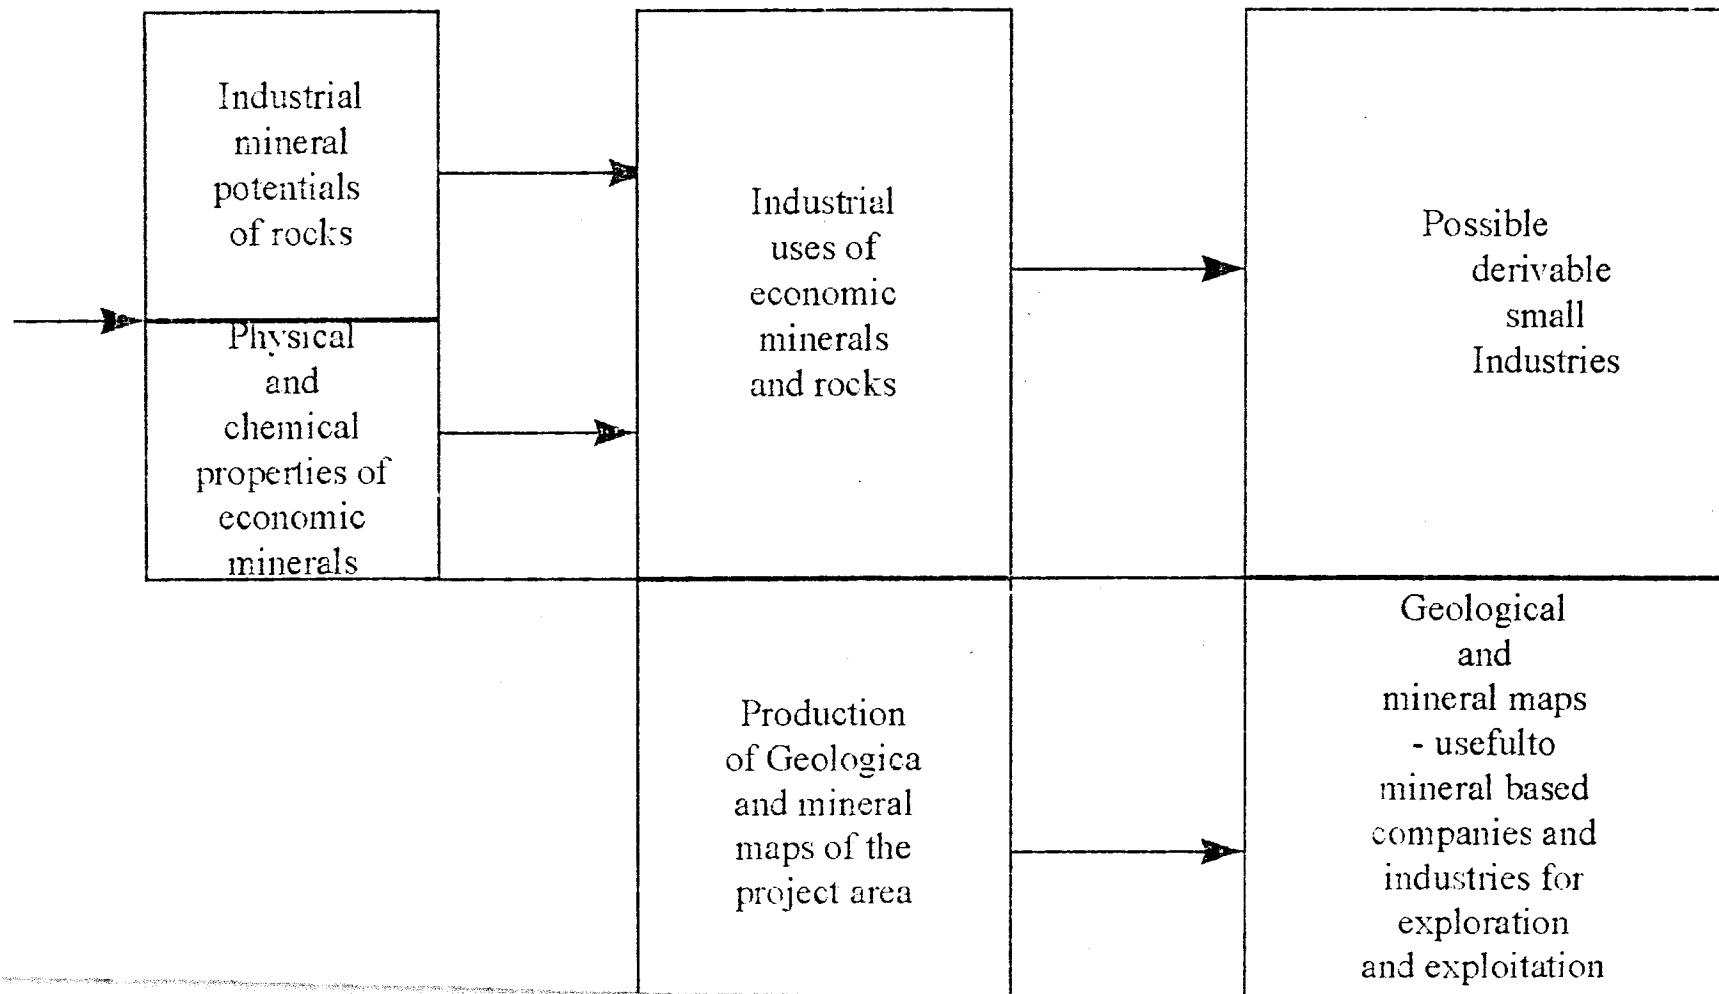 Industrial
mineral
potentials
of rocks
Physical
and
chemical
properties of
economic
minerals
Industrial
uses of
economic
minerals
and rocks
Production
of Geologica
and mineral
maps of the
project area
Possible
derivable
small
Industries
Geological
and
mineral maps
- usefulto
mineral based
companies and
industries for
exploration
and exploitation